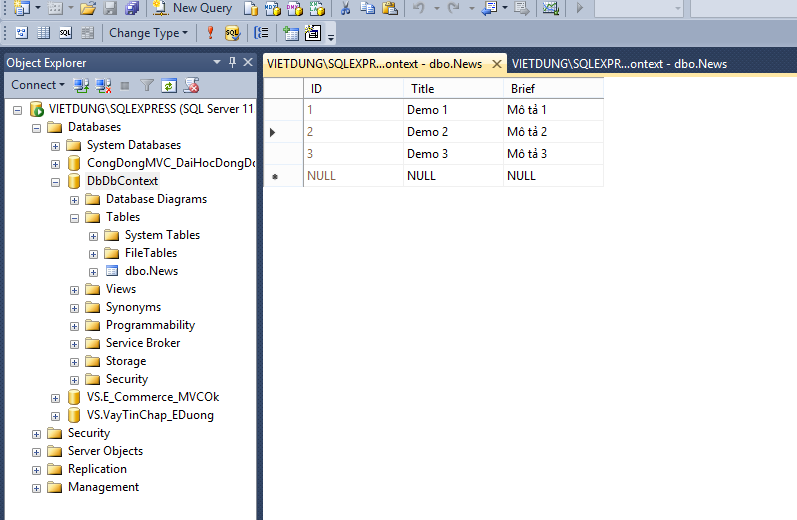 New Query
Change Type
Object Explorer
Connect
VIETDUNG\SQLEXPRESS (SQL Server 11
Databases
System Databases
CongDongMVC_DaiHocDongDo
DbDbContext
Database Diagrams
Tables
System Tables
FileTables
dbo.News
Views
Synonyms
Programmability
Service Broker
Storage
Security
VS.E_Commerce_MVCOk
VS.VayTinChap_EDuong
Security
Server Objects
Replication
Management
VIETDUNG\SQLEXPR...ontext - dbo.News
VIETDUNG\SQLEXPR...ontext - dbo.News
ID Title Brief
1 Demo 1 Mô tả 1
2 Demo 2 Mô tả 2
3 Demo 3 Mô tả 3
NULL NULL NULL